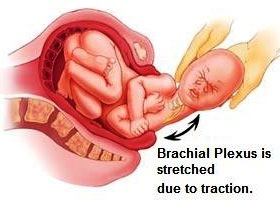 Brachial Plexus is
stretched
due to traction.